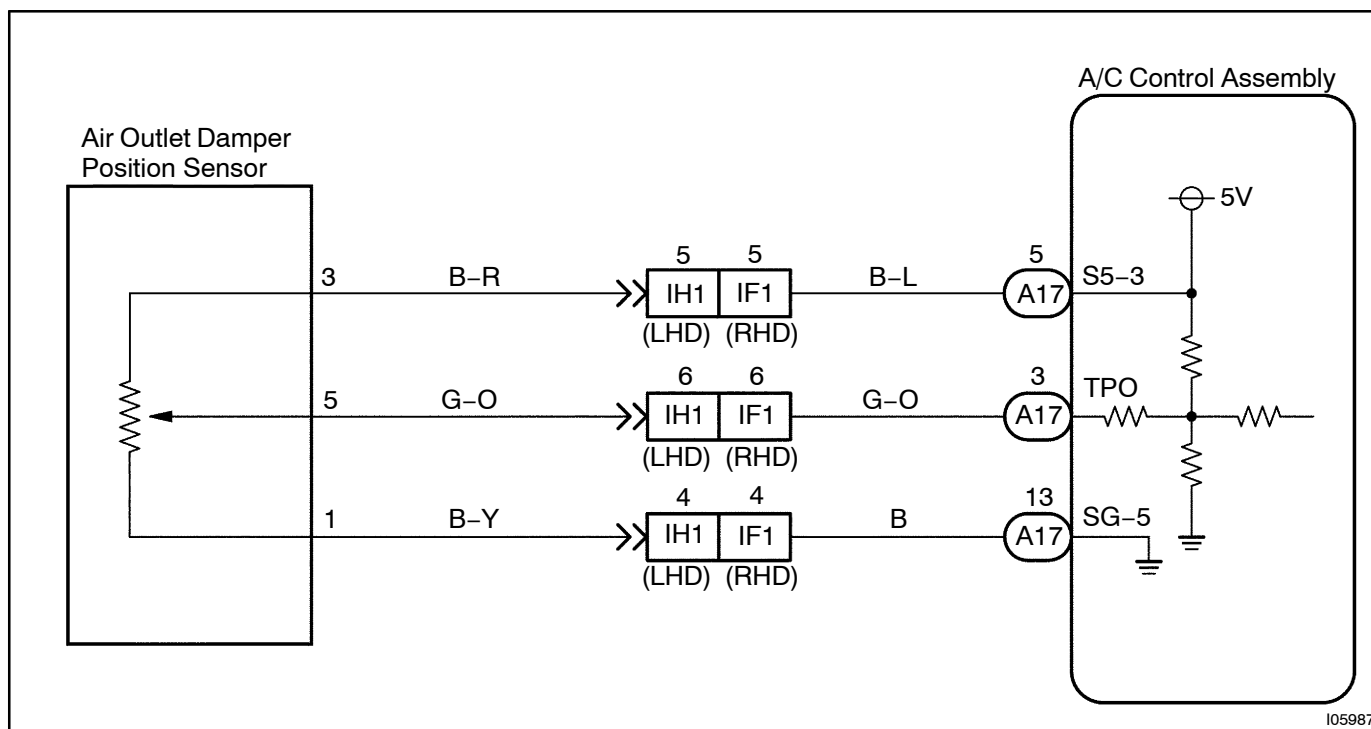 A/C Control Assembly
Air Outlet Damper
Position Sensor
5V
3 B–R 5 5 B–L 5 S5–3
IH1 IF1 A17
(LHD) (RHD)
5 G–O 6 6 G–O 3 TPO
IH1 IF1 A17
(LHD) (RHD)
1 B–Y 4 4 B 13 SG–5
IH1 IF1 A17
(LHD) (RHD)
I05987